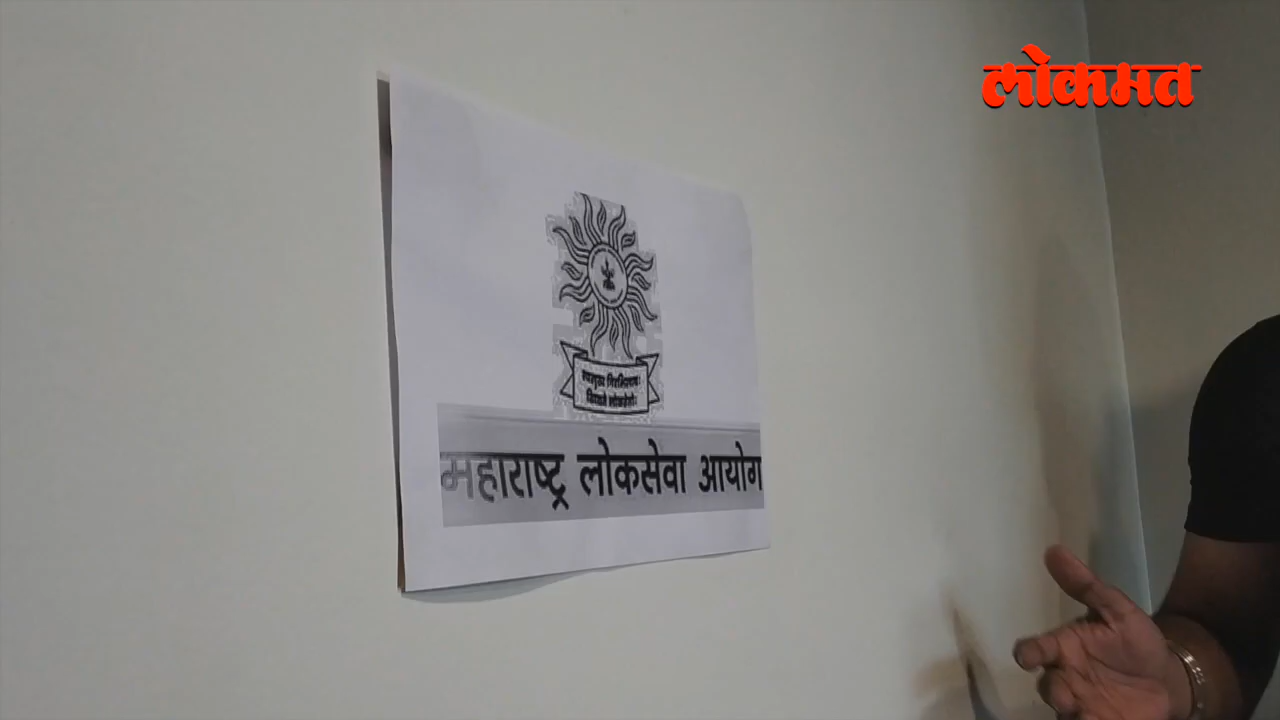 लोकमत
महाराष्ट्र लोकसेवा आयोग